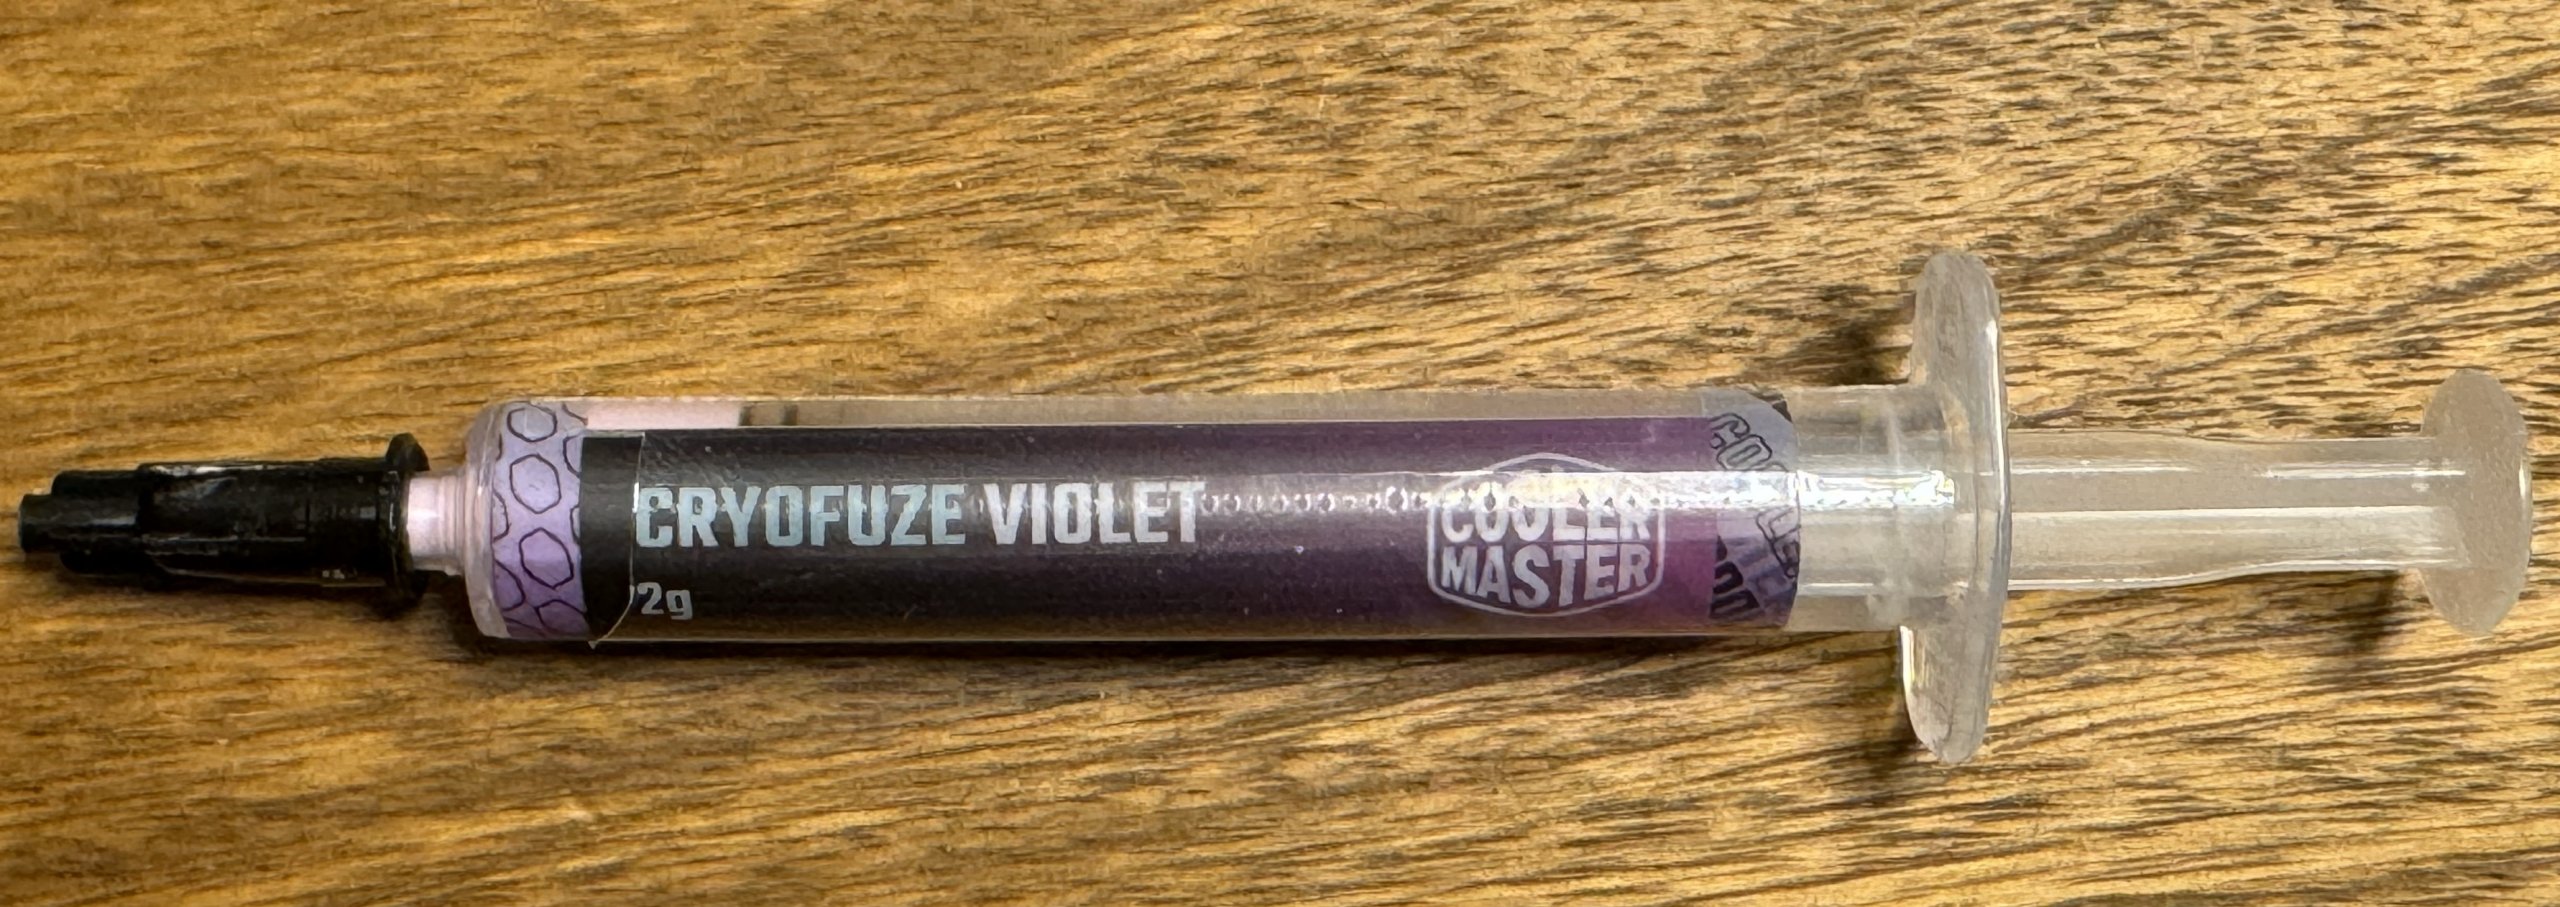 CRYOFUZE VIOLET
2g
COOLER
MASTER